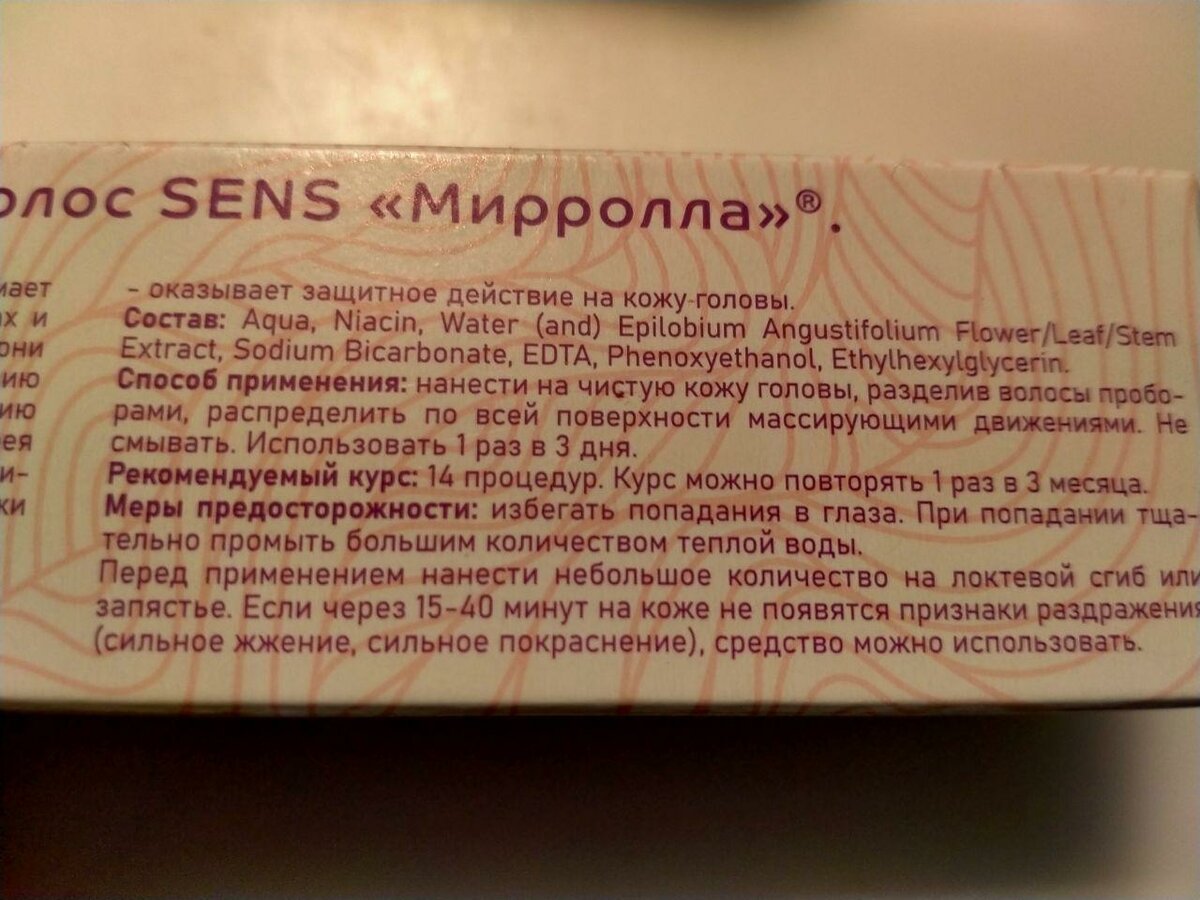 SENS «Мирролла»®.
– оказывает защитное действие на кожу головы.
Состав: Aqua, Niacin, Water (and) Epilobium Angustifolium Flower/Leaf/Stem
Extract, Sodium Bicarbonate, EDTA, Phenoxyethanol, Ethylhexylglycerin.
Способ применения: нанести на чистую кожу головы, разделив волосы пробо-
рами, распределить по всей поверхности массирующими движениями. Не
смывать. Использовать 1 раз в 3 дня.
Рекомендуемый курс: 14 процедур. Курс можно повторять 1 раз в 3 месяца.
Меры предосторожности: избегать попадания в глаза. При попадании тща-
тельно промыть большим количеством теплой воды.
Перед применением нанести небольшое количество на локтевой сгиб или
запястье. Если через 15-40 минут на коже не появятся признаки раздражения
(сильное жжение, сильное покраснение), средство можно использовать.